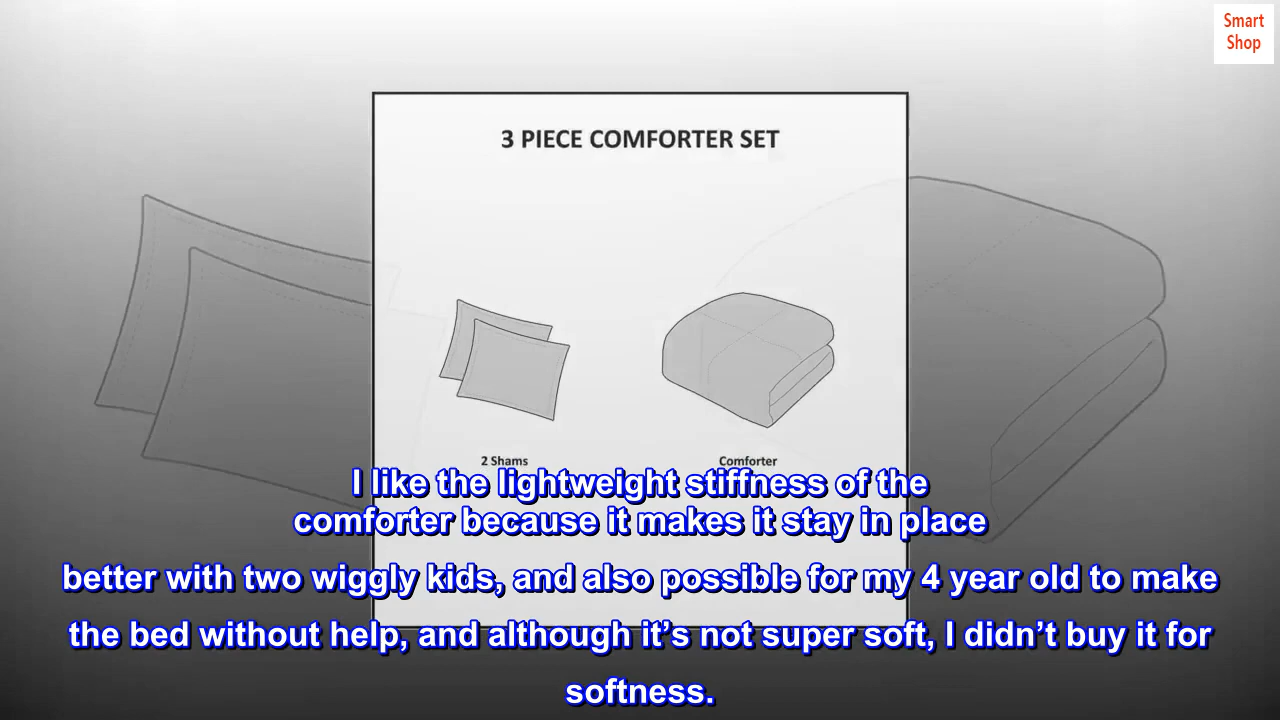 Smart
Shop
3 PIECE COMFORTER SET
2 Shams
Comforter
I like the lightweight stiffness of the
comforter because it makes it stay in place
better with two wiggly kids, and also possible for my 4 year old to make
the bed without help, and although it’s not super soft, I didn’t buy it for
softness.